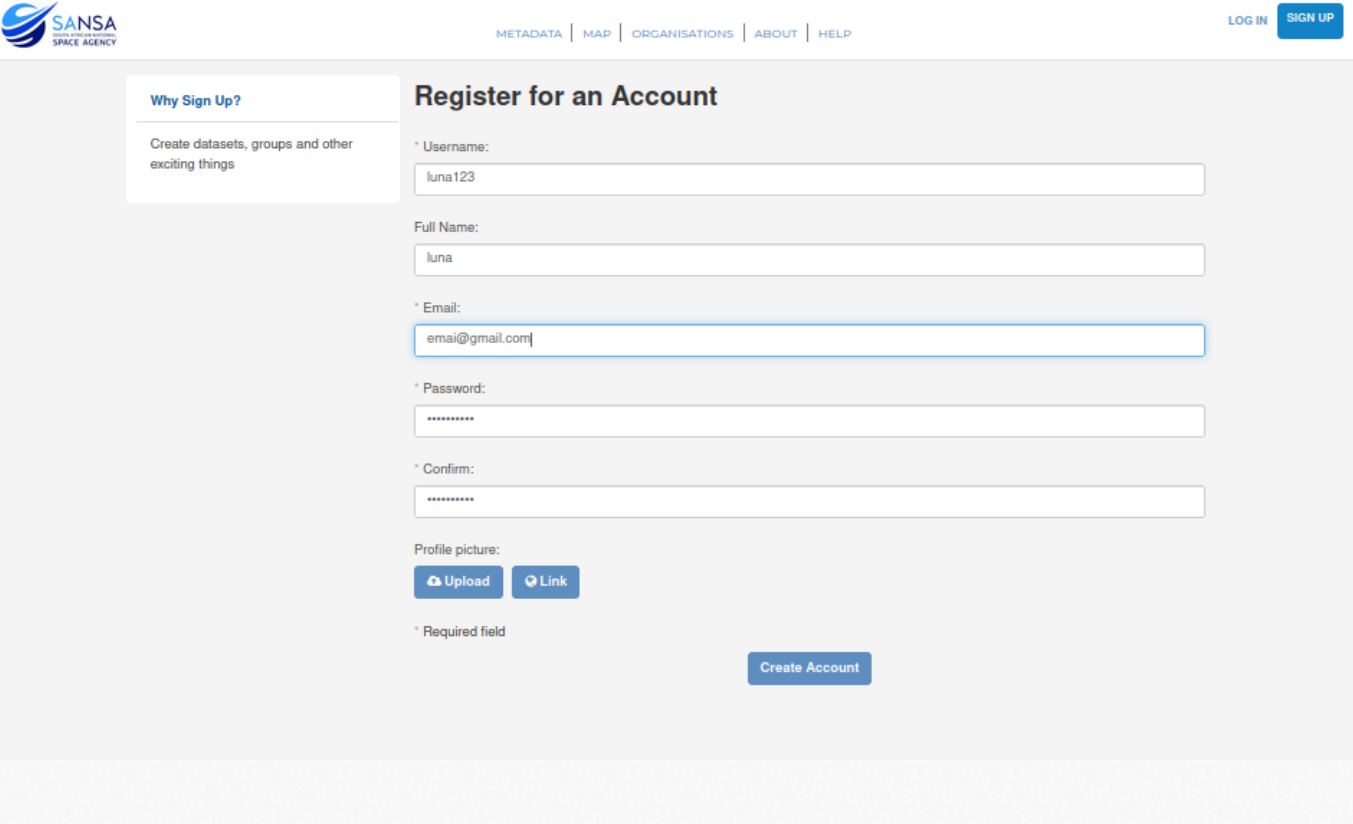 SANSA
SOUTH AFRICAN NATIONAL
SPACE AGENCY
METADATA | MAP | ORGANISATIONS | ABOUT | HELP
LOG IN
SIGN UP
Why Sign Up?
Create datasets, groups and other
exciting things
Register for an Account
* Username:
luna123
Full Name:
luna
* Email:
emai@gmail.com
* Password:
••••••••••
* Confirm:
••••••••••
Profile picture:
Upload
Link
* Required field
Create Account